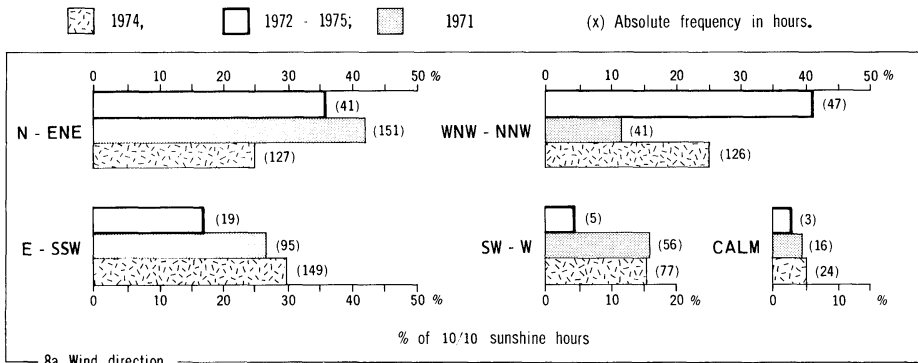 1974, 1972 - 1975; 1971 (x) Absolute frequency in hours.
0 10 20 30 40 50 %
0 10 20 30 40 50 %
N - ENE
(41)
(151)
(127)
WNW - NNW
(47)
(41)
(126)
E - SSW
(19)
(95)
(149)
0 10 20 30 40 50 %
SW - W
(5)
(56)
(77)
0 10 20 %
CALM
(3)
(16)
(24)
0 10 %
% of 10/10 sunshine hours
8a Wind direction